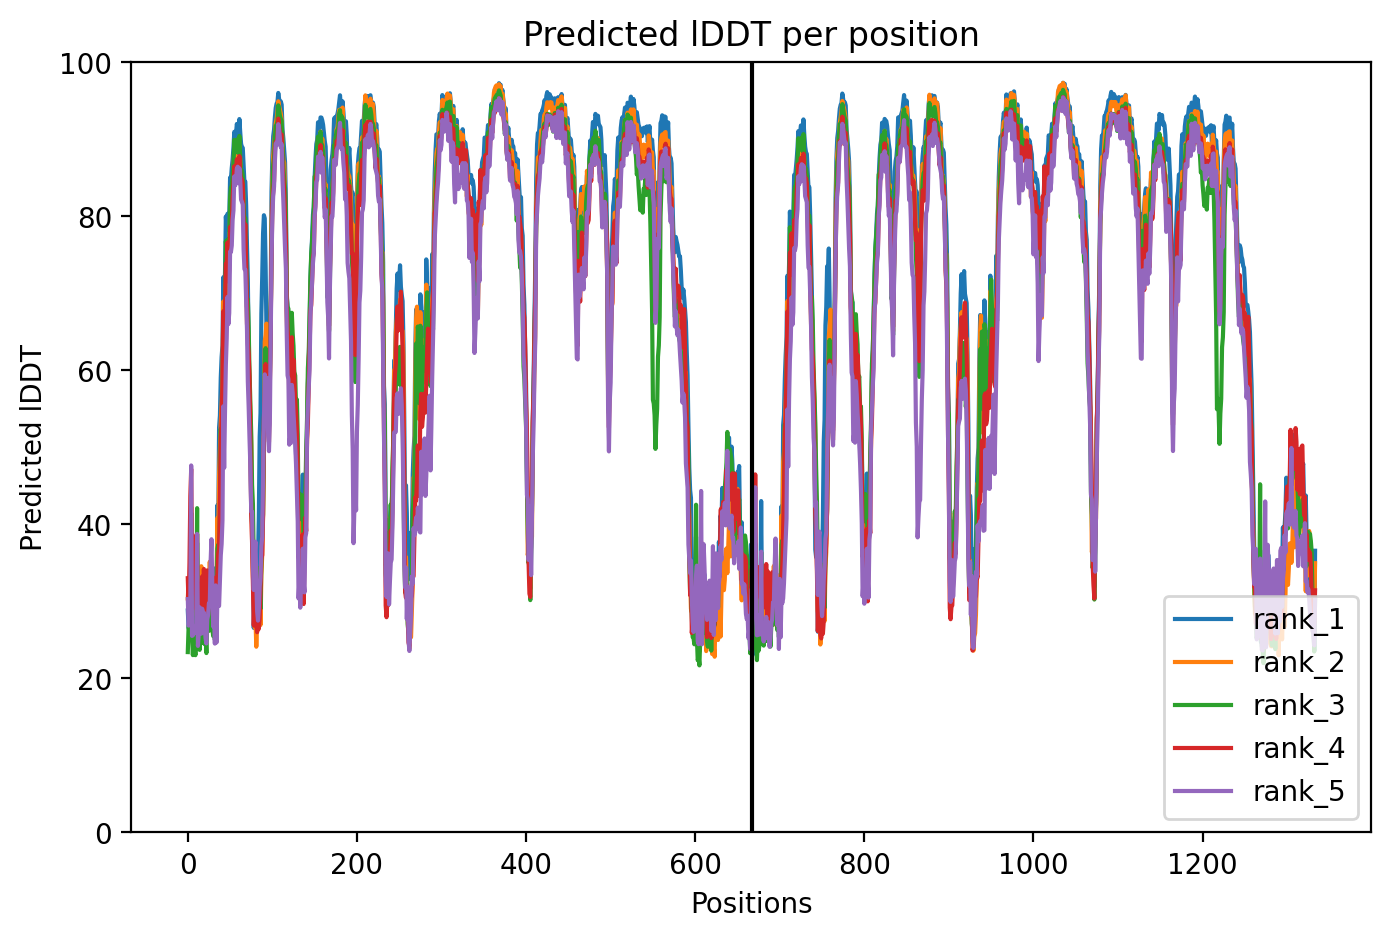 Predicted lDDT per position
100
80
60
40
20
0
Predicted lDDT
0 200 400 600 800 1000 1200
Positions
rank_1
rank_2
rank_3
rank_4
rank_5